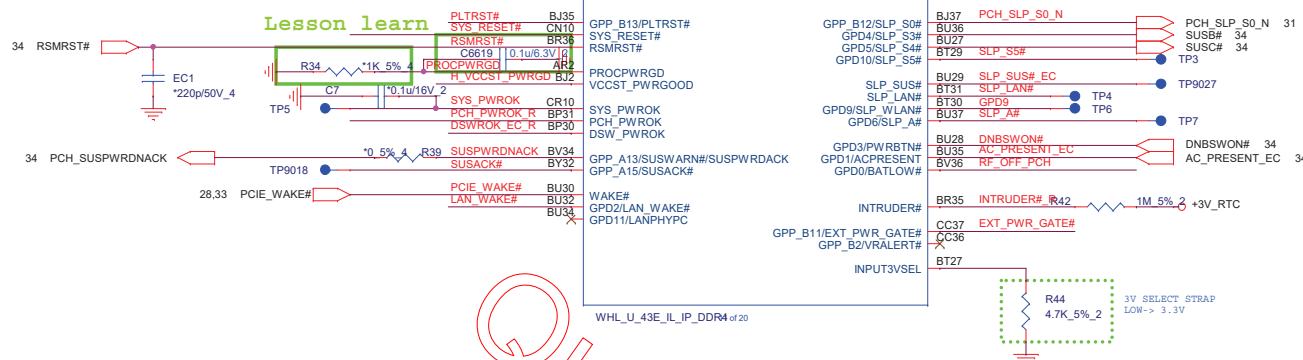 Lesson learn
PLTRST# BJ35 GPP_B13/PLTRST#
SYS_RESET# CN10 SYS_RESET#
34 RSMRST# RSMRST# BR36 RSMRST#
C6619 0.1u/6.3V_2
R34 *1K_5%_4 PROCPWRGD AR2 PROCPWRGD
H_VCCST_PWRGD BJ2 VCCST_PWRGOOD
EC1
*220p/50V_4
C7 *0.1u/16V_2
TP5 SYS_PWROK CR10 SYS_PWROK
PCH_PWROK_R BP31 PCH_PWROK
DSWROK_EC_R BP30 DSW_PWROK
34 PCH_SUSPWRDNACK *0_5%_4 R39 SUSPWRDNACK BV34 GPP_A13/SUSWARN#/SUSPWRDACK
TP9018 SUSACK# BY32 GPP_A15/SUSACK#
28,33 PCIE_WAKE# PCIE_WAKE# BU30 WAKE#
LAN_WAKE# BU32 GPD2/LAN_WAKE#
BU34 GPD11/LANPHYPC
GPP_B12/SLP_S0# BJ37 PCH_SLP_S0_N PCH_SLP_S0_N 31
GPD4/SLP_S3# BU36 SUSB# 34
GPD5/SLP_S4# BU27 SUSC# 34
GPD10/SLP_S5# BT29 SLP_S5# TP3
SLP_SUS# BU29 SLP_SUS#_EC TP9027
SLP_LAN# BT31 SLP_LAN# TP4
GPD9/SLP_WLAN# BT30 GPD9 TP6
GPD6/SLP_A# BU37 SLP_A# TP7
GPD3/PWRBTN# BU28 DNBSWON# DNBSWON# 34
GPD1/ACPRESENT BU35 AC_PRESENT_EC AC_PRESENT_EC 34
GPD0/BATLOW# BV36 RF_OFF_PCH
INTRUDER# BR35 INTRUDER#_R R42 1M_5%_2 +3V_RTC
GPP_B11/EXT_PWR_GATE# CC37 EXT_PWR_GATE#
GPP_B2/VRALERT# CC36
INPUT3VSEL BT27
R44
4.7K_5%_2
3V SELECT STRAP
LOW-> 3.3V
WHL_U_43E_IL_IP_DDR4 of 20